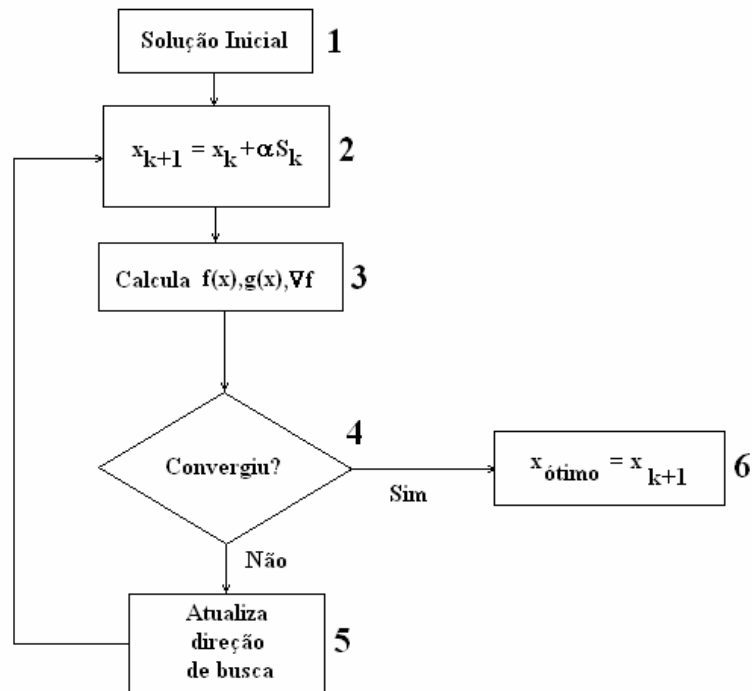 Solução Inicial 1
x_{k+1} = x_k + αS_k 2
Calcula f(x),g(x),∇f 3
4
Convergiu?
Sim
x_{ótimo} = x_{k+1} 6
Não
Atualiza
direção 5
de busca